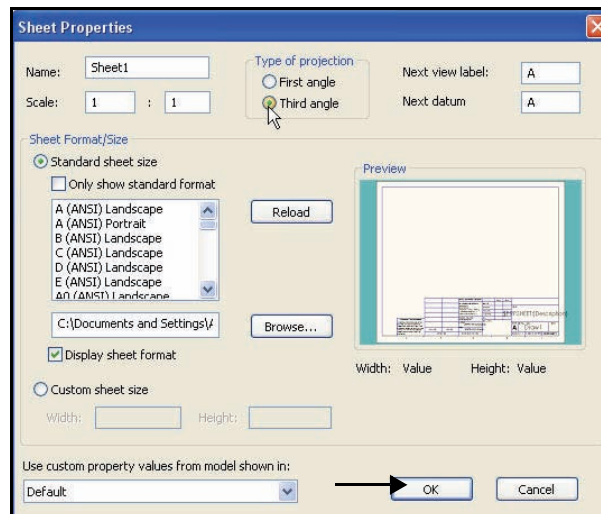 Sheet Properties
Name: Sheet1
Scale: 1 : 1
Type of projection
First angle
Third angle
Next view label: A
Next datum A
Sheet Format/Size
Standard sheet size
Only show standard format
A (ANSI) Landscape
A (ANSI) Portrait
B (ANSI) Landscape
C (ANSI) Landscape
D (ANSI) Landscape
E (ANSI) Landscape
A0 (ANSI) Landscape
Reload
C:\Documents and Settings\A
Browse...
Display sheet format
Custom sheet size
Width:
Height:
Preview
A
Width: Value Height: Value
Use custom property values from model shown in:
Default
OK
Cancel